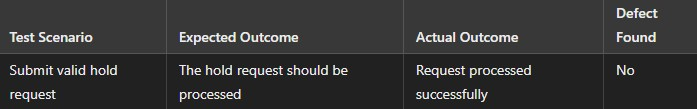 Test Scenario Expected Outcome Actual Outcome Defect Found
Submit valid hold request The hold request should be processed Request processed successfully No